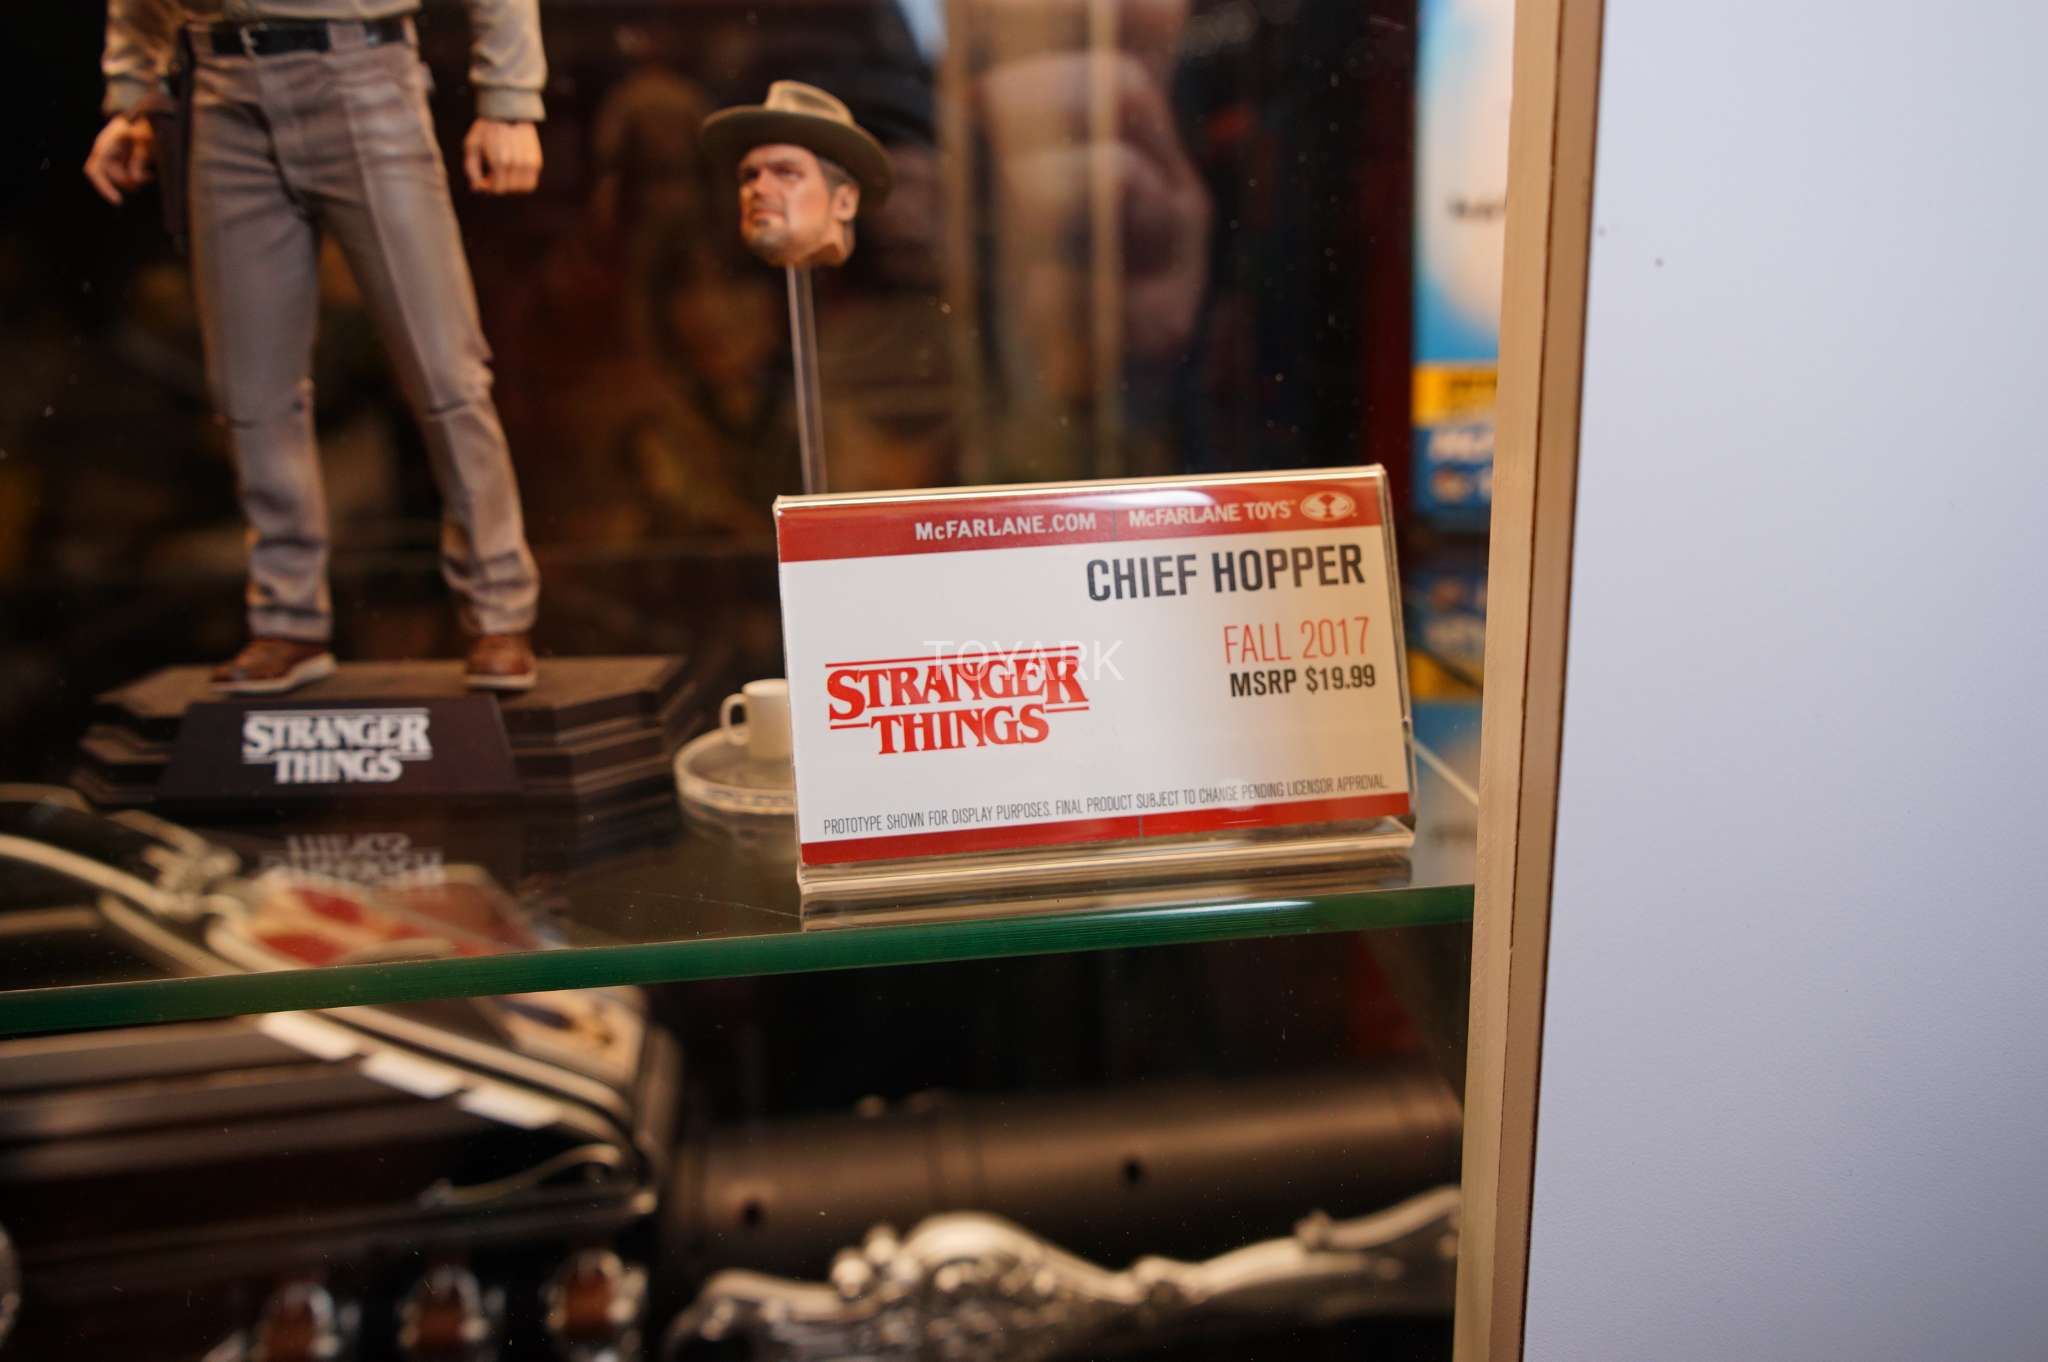 McFARLANE.COM McFARLANE TOYS
CHIEF HOPPER
FALL 2017
MSRP $19.99
TOYARK
STRANGER
THINGS
PROTOTYPE SHOWN FOR DISPLAY PURPOSES. FINAL PRODUCT SUBJECT TO CHANGE PENDING LICENSOR APPROVAL.
STRANGER
THINGS